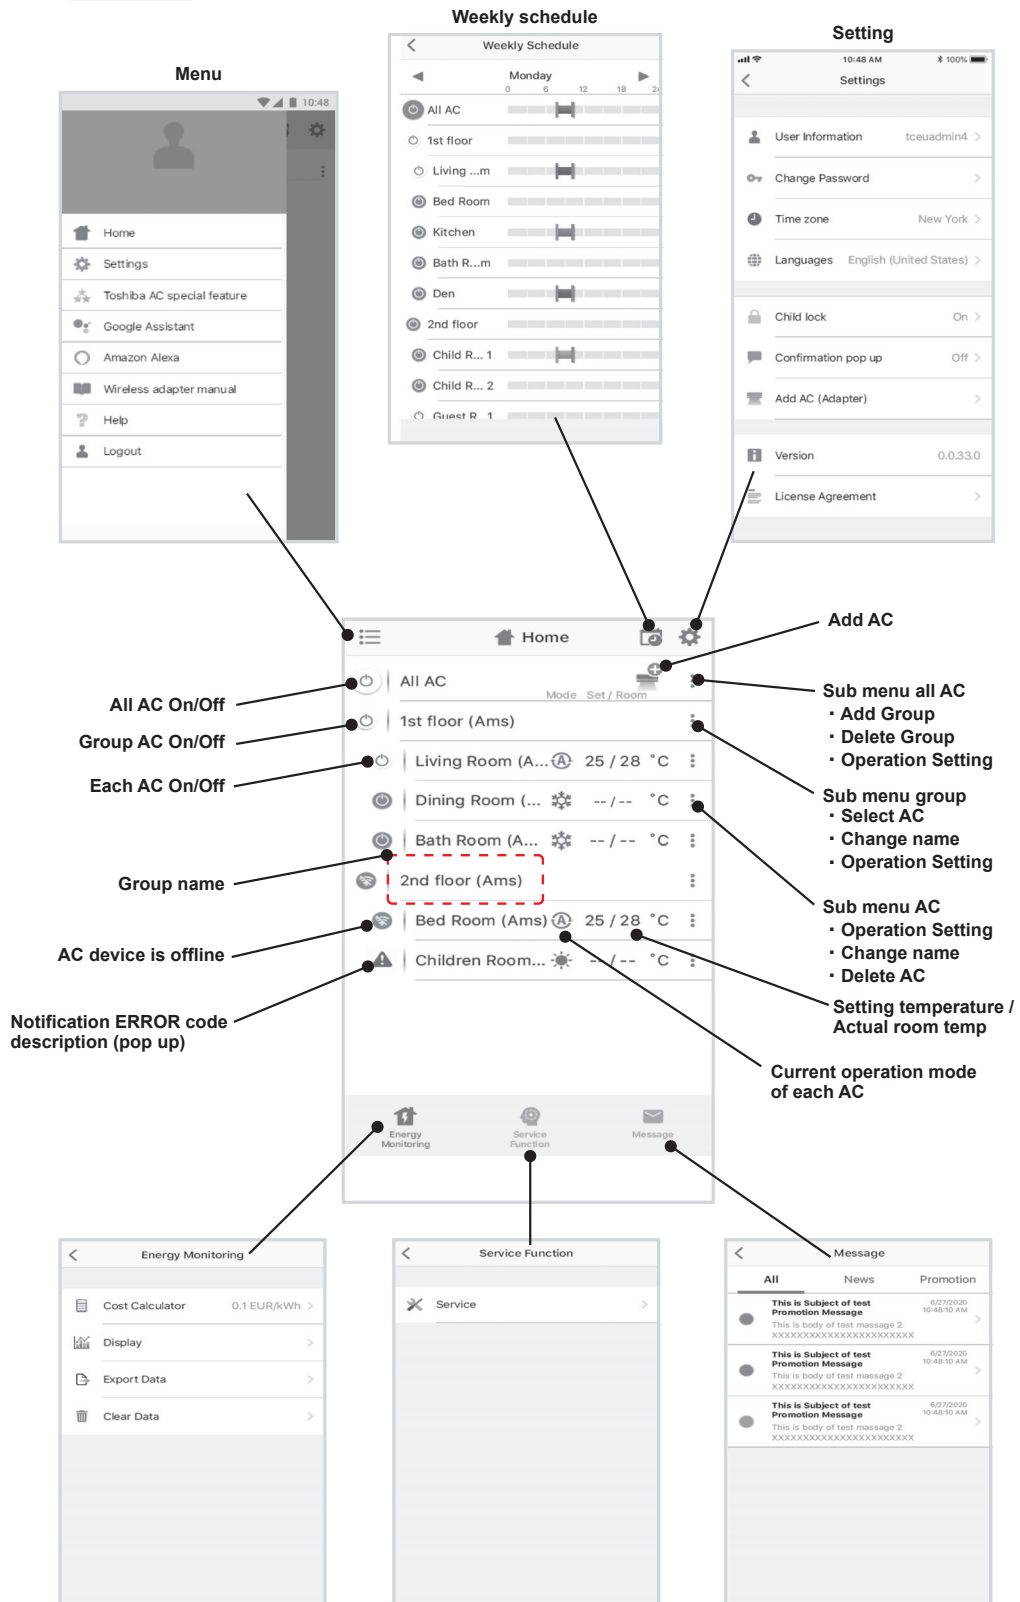 Weekly schedule
Weekly Schedule
Monday
0 6 12 18 2
All AC
1st floor
Living ...m
Bed Room
Kitchen
Bath R...m
Den
2nd floor
Child R... 1
Child R... 2
Guest R 1
Setting
10:48 AM 100%
Settings
User Information tceuadmin4
Change Password
Time zone New York
Languages English (United States)
Child lock On
Confirmation pop up Off
Add AC (Adapter)
Version 0.0.33.0
License Agreement
Menu
10:48
Home
Settings
Toshiba AC special feature
Google Assistant
Amazon Alexa
Wireless adapter manual
Help
Logout
Home
All AC
Mode Set / Room
1st floor (Ams)
Living Room (A... A 25 / 28 °C
Dining Room (... -- / -- °C
Bath Room (A... -- / -- °C
2nd floor (Ams)
Bed Room (Ams) A 25 / 28 °C
Children Room... -- / -- °C
Energy
Monitoring
Service
Function
Message
All AC On/Off
Group AC On/Off
Each AC On/Off
Group name
AC device is offline
Notification ERROR code
description (pop up)
Add AC
Sub menu all AC
・Add Group
・Delete Group
・Operation Setting
Sub menu group
・Select AC
・Change name
・Operation Setting
Sub menu AC
・Operation Setting
・Change name
・Delete AC
Setting temperature /
Actual room temp
Current operation mode
of each AC
Energy Monitoring
Cost Calculator 0.1 EUR/kWh
Display
Export Data
Clear Data
Service Function
Service
Message
All News Promotion
This is Subject of test 6/27/2020
Promotion Message 10:48:10 AM
This is body of test massage 2
XXXXXXXXXXXXXXXXXXXXXXX
This is Subject of test 6/27/2020
Promotion Message 10:48:10 AM
This is body of test massage 2
XXXXXXXXXXXXXXXXXXXXXXX
This is Subject of test 6/27/2020
Promotion Message 10:48:10 AM
This is body of test massage 2
XXXXXXXXXXXXXXXXXXXXXXX